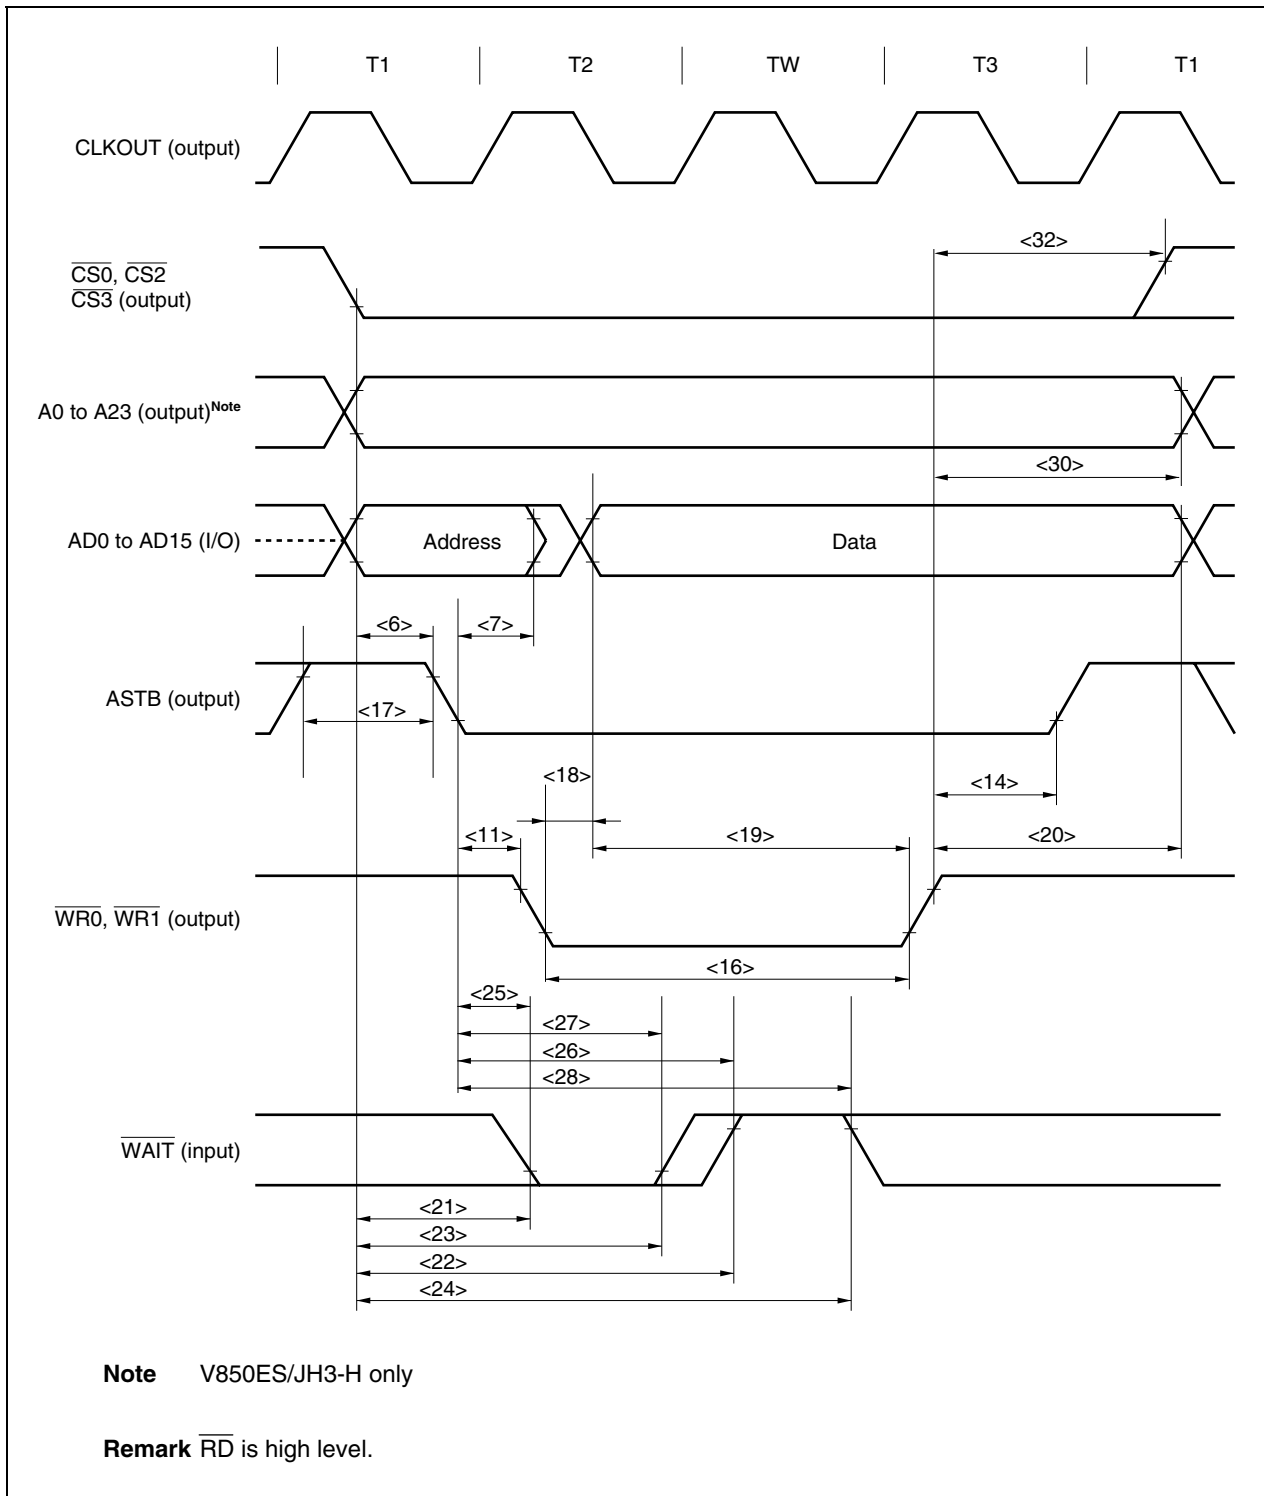 T1 T2 TW T3 T1
CLKOUT (output)
<32>
CS0, CS2
CS3 (output)
A0 to A23 (output)Note
<30>
AD0 to AD15 (I/O)
Address
Data
<6> <7>
ASTB (output)
<17>
<18>
<14>
<11>
<19>
<20>
WR0, WR1 (output)
<16>
<25>
<27>
<26>
<28>
WAIT (input)
<21>
<23>
<22>
<24>
Note V850ES/JH3-H only
Remark RD is high level.